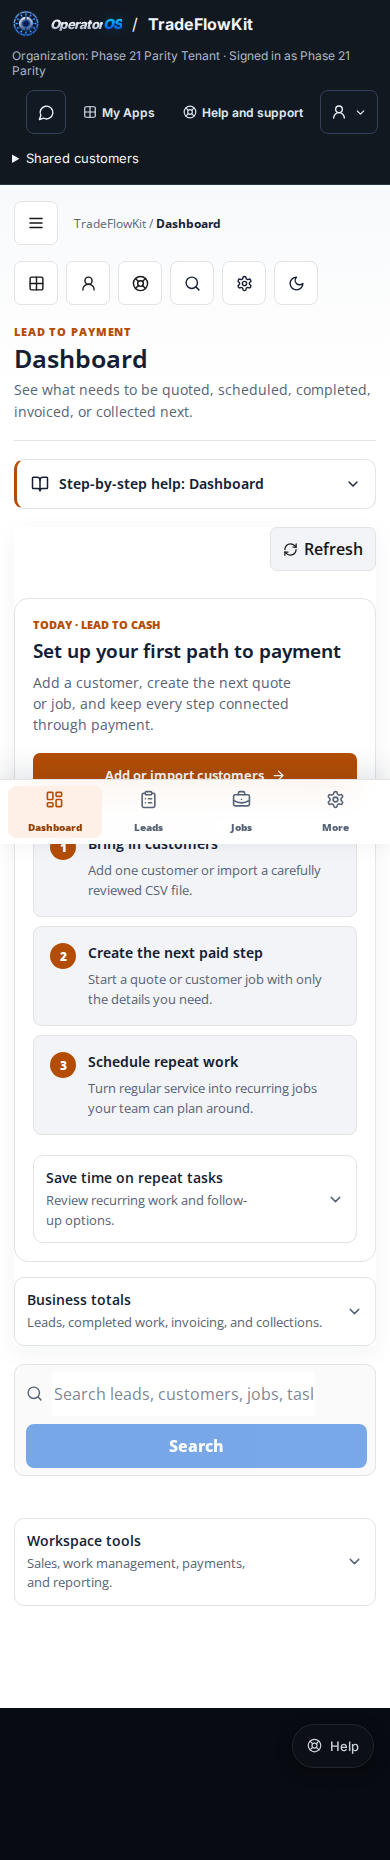 OperatorOS / TradeFlowKit
Organization: Phase 21 Parity Tenant · Signed in as Phase 21
Parity
My Apps
Help and support
Shared customers
TradeFlowKit / Dashboard
LEAD TO PAYMENT
Dashboard
See what needs to be quoted, scheduled, completed,
invoiced, or collected next.
Step-by-step help: Dashboard
Refresh
TODAY · LEAD TO CASH
Set up your first path to payment
Add a customer, create the next quote
or job, and keep every step connected
through payment.
Add or import customers
Dashboard
Leads
Jobs
More
1
Bring in customers
Add one customer or import a carefully
reviewed CSV file.
2
Create the next paid step
Start a quote or customer job with only
the details you need.
3
Schedule repeat work
Turn regular service into recurring jobs
your team can plan around.
Save time on repeat tasks
Review recurring work and follow-
up options.
Business totals
Leads, completed work, invoicing, and collections.
Search leads, customers, jobs, tasl
Search
Workspace tools
Sales, work management, payments,
and reporting.
Help